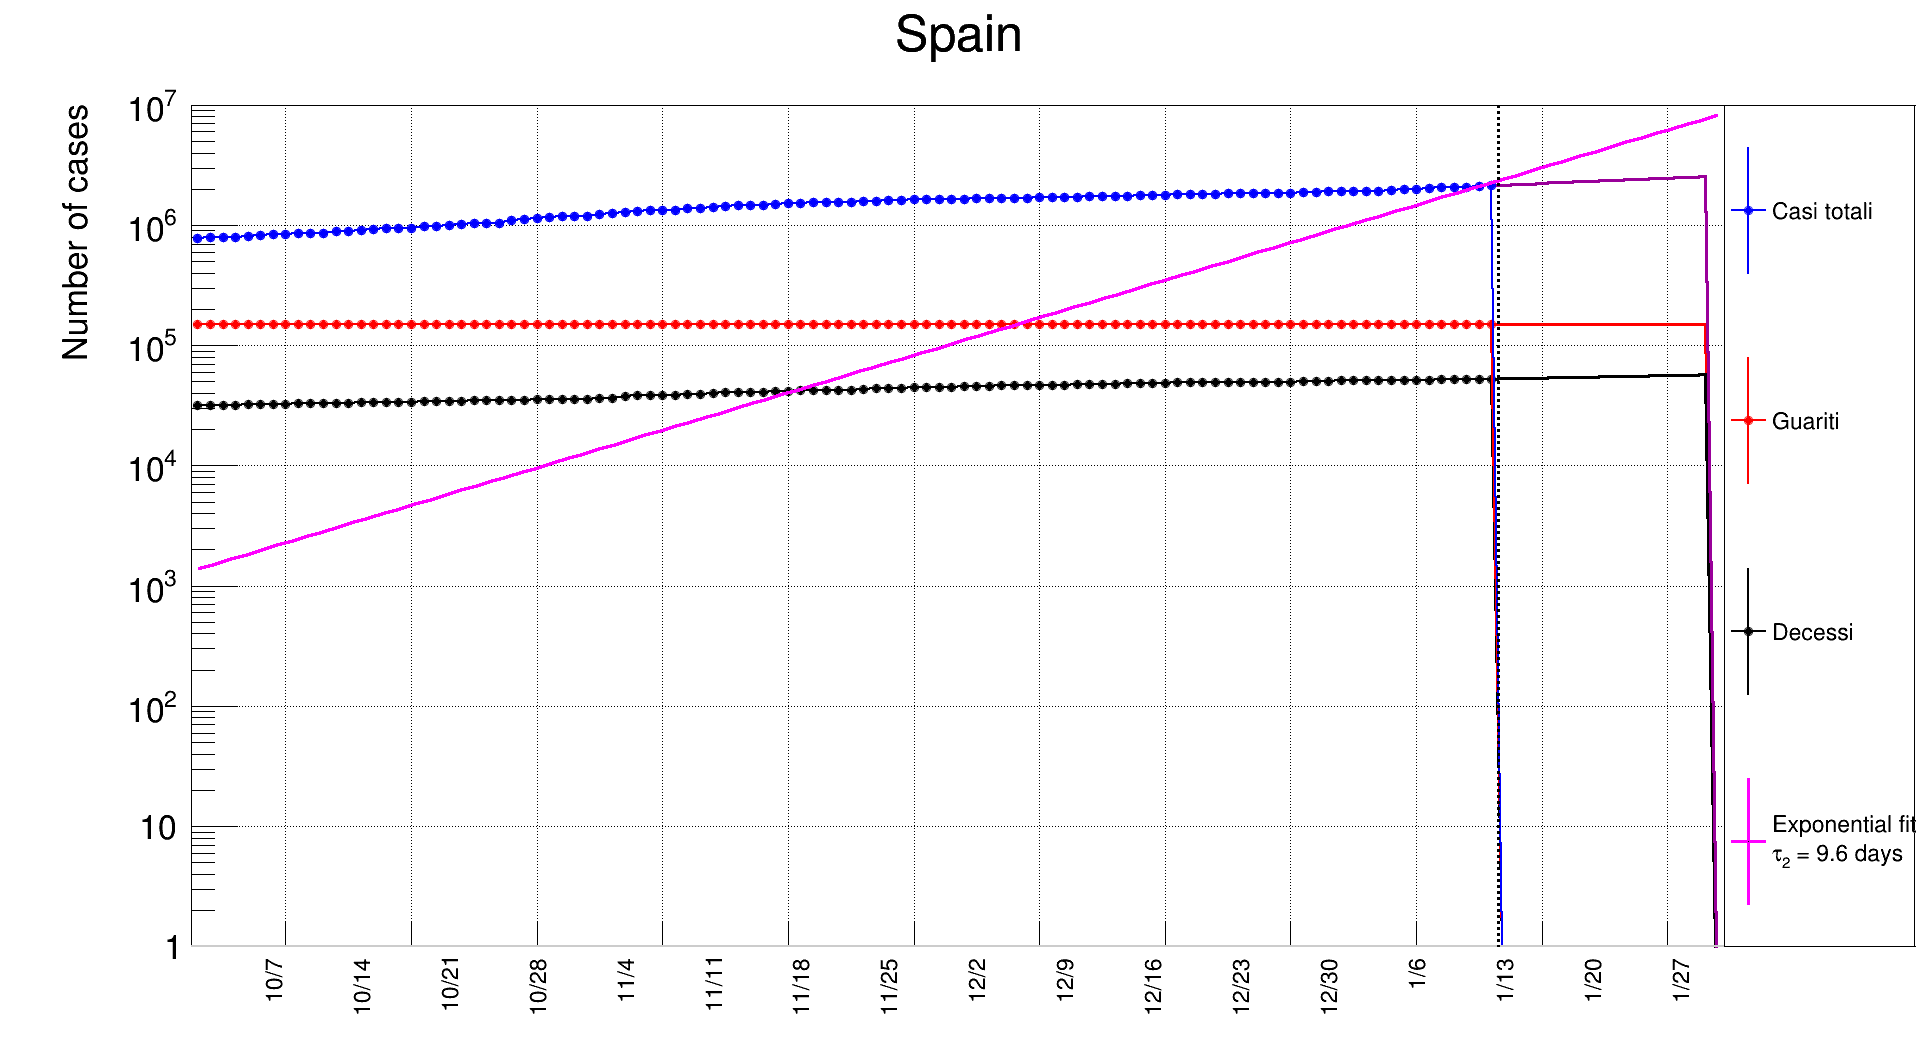 Spain
Number of cases
10^7
10^6
10^5
10^4
10^3
10^2
10
1
10/7 10/14 10/21 10/28 11/4 11/11 11/18 11/25 12/2 12/9 12/16 12/23 12/30 1/6 1/13 1/20 1/27
Casi totali
Guariti
Decessi
Exponential fit
τ₂ = 9.6 days